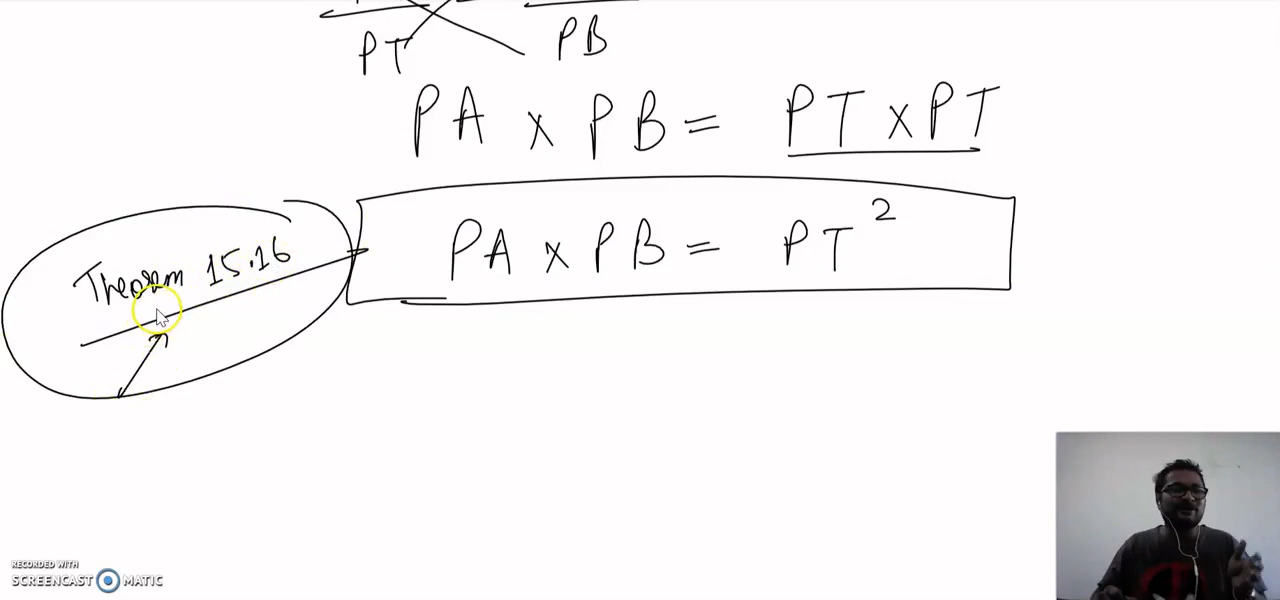 PT PB
PA x PB = PT x PT
Theorem 15.16
PA x PB = PT²
RECORDED WITH
SCREENCAST MATIC